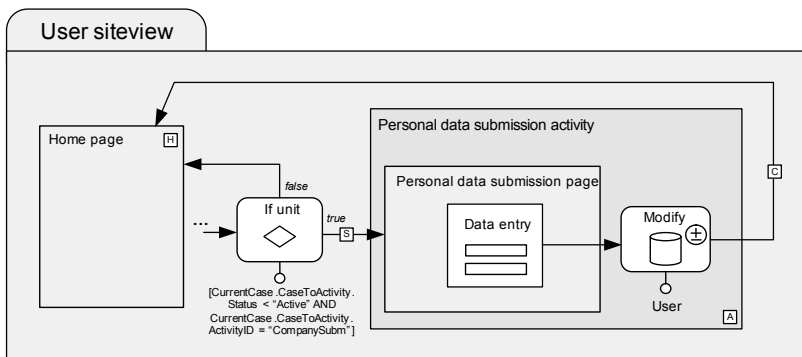 User siteview
Personal data submission activity
Home page
H
C
Personal data submission page
false
If unit
true
...
S
Data entry
Modify
±
User
[CurrentCase.CaseToActivity.
Status < "Active" AND
CurrentCase.CaseToActivity.
ActivityID = "CompanySubm"]
A